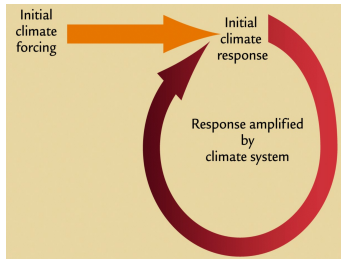 Initial
climate
forcing
Initial
climate
response
Response amplified
by
climate system